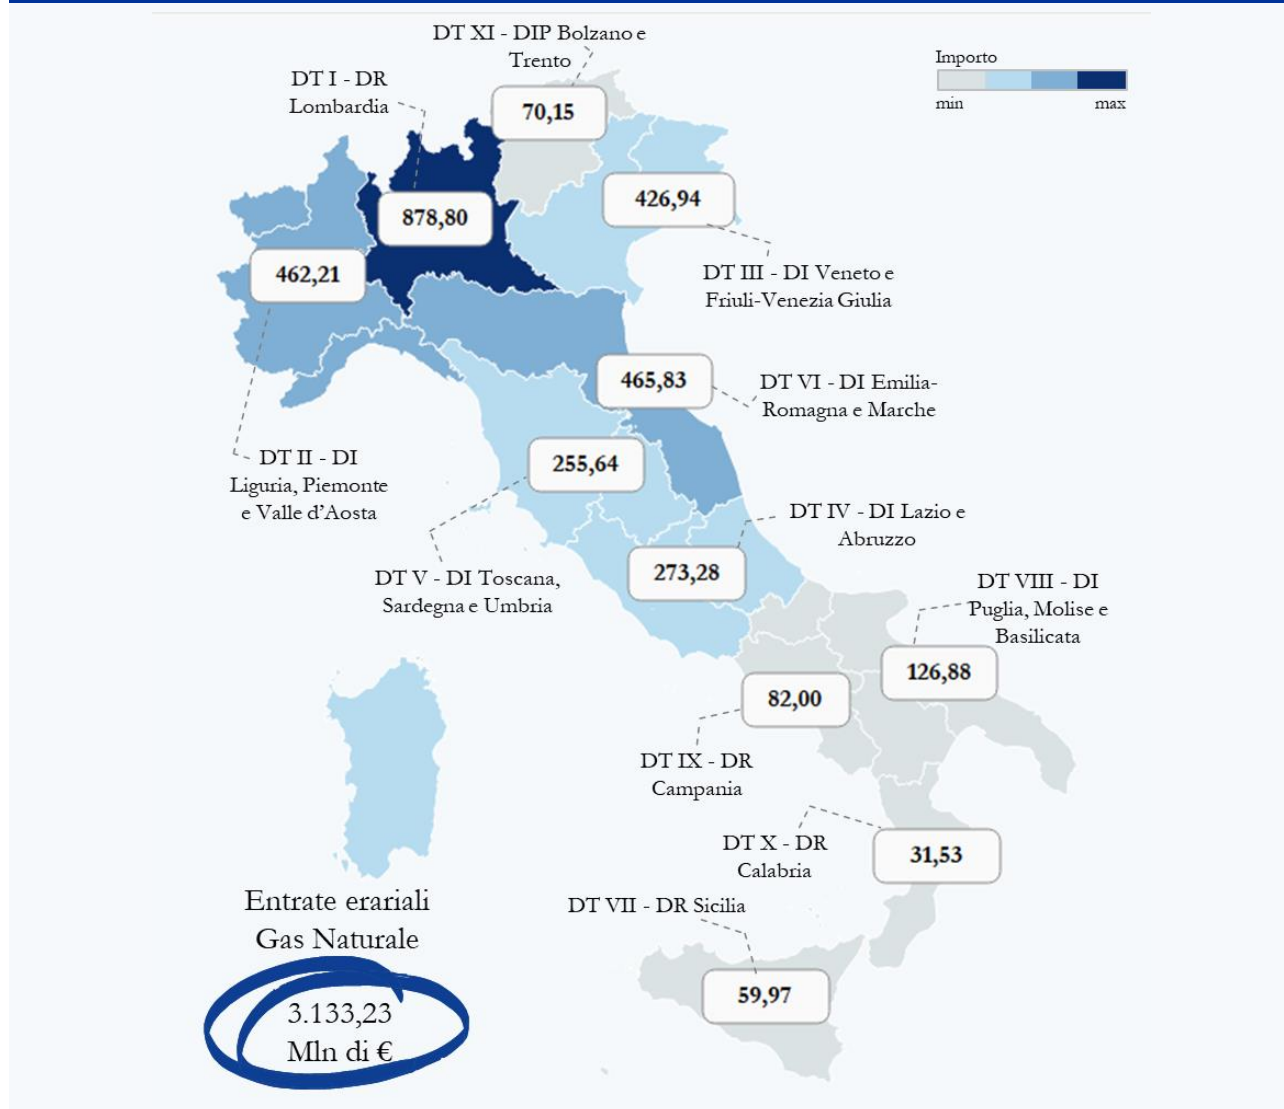 DT XI - DIP Bolzano e
Trento
70,15
Importo
min
max
DT I - DR
Lombardia
878,80
426,94
DT III - DI Veneto e
Friuli-Venezia Giulia
462,21
DT II - DI
Liguria, Piemonte
e Valle d'Aosta
465,83
DT VI - DI Emilia-
Romagna e Marche
255,64
DT V - DI Toscana,
Sardegna e Umbria
DT IV - DI Lazio e
Abruzzo
273,28
DT VIII - DI
Puglia, Molise e
Basilicata
126,88
82,00
DT IX - DR
Campania
DT X - DR
Calabria
31,53
DT VII - DR Sicilia
59,97
Entrate erariali
Gas Naturale
3.133,23
Mln di €